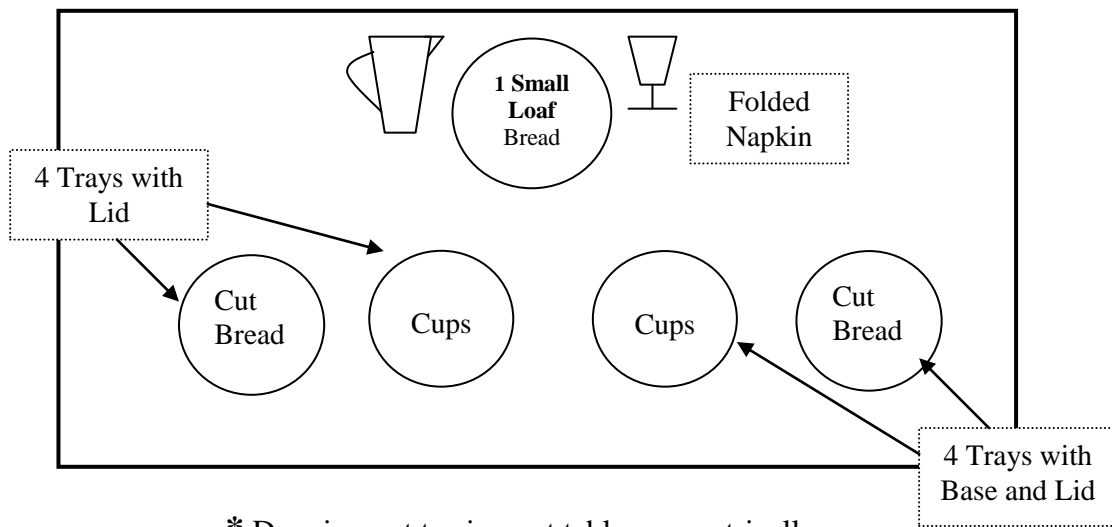 1 Small
Loaf
Bread
Folded
Napkin
4 Trays with
Lid
Cut
Bread
Cups
Cups
Cut
Bread
4 Trays with
Base and Lid